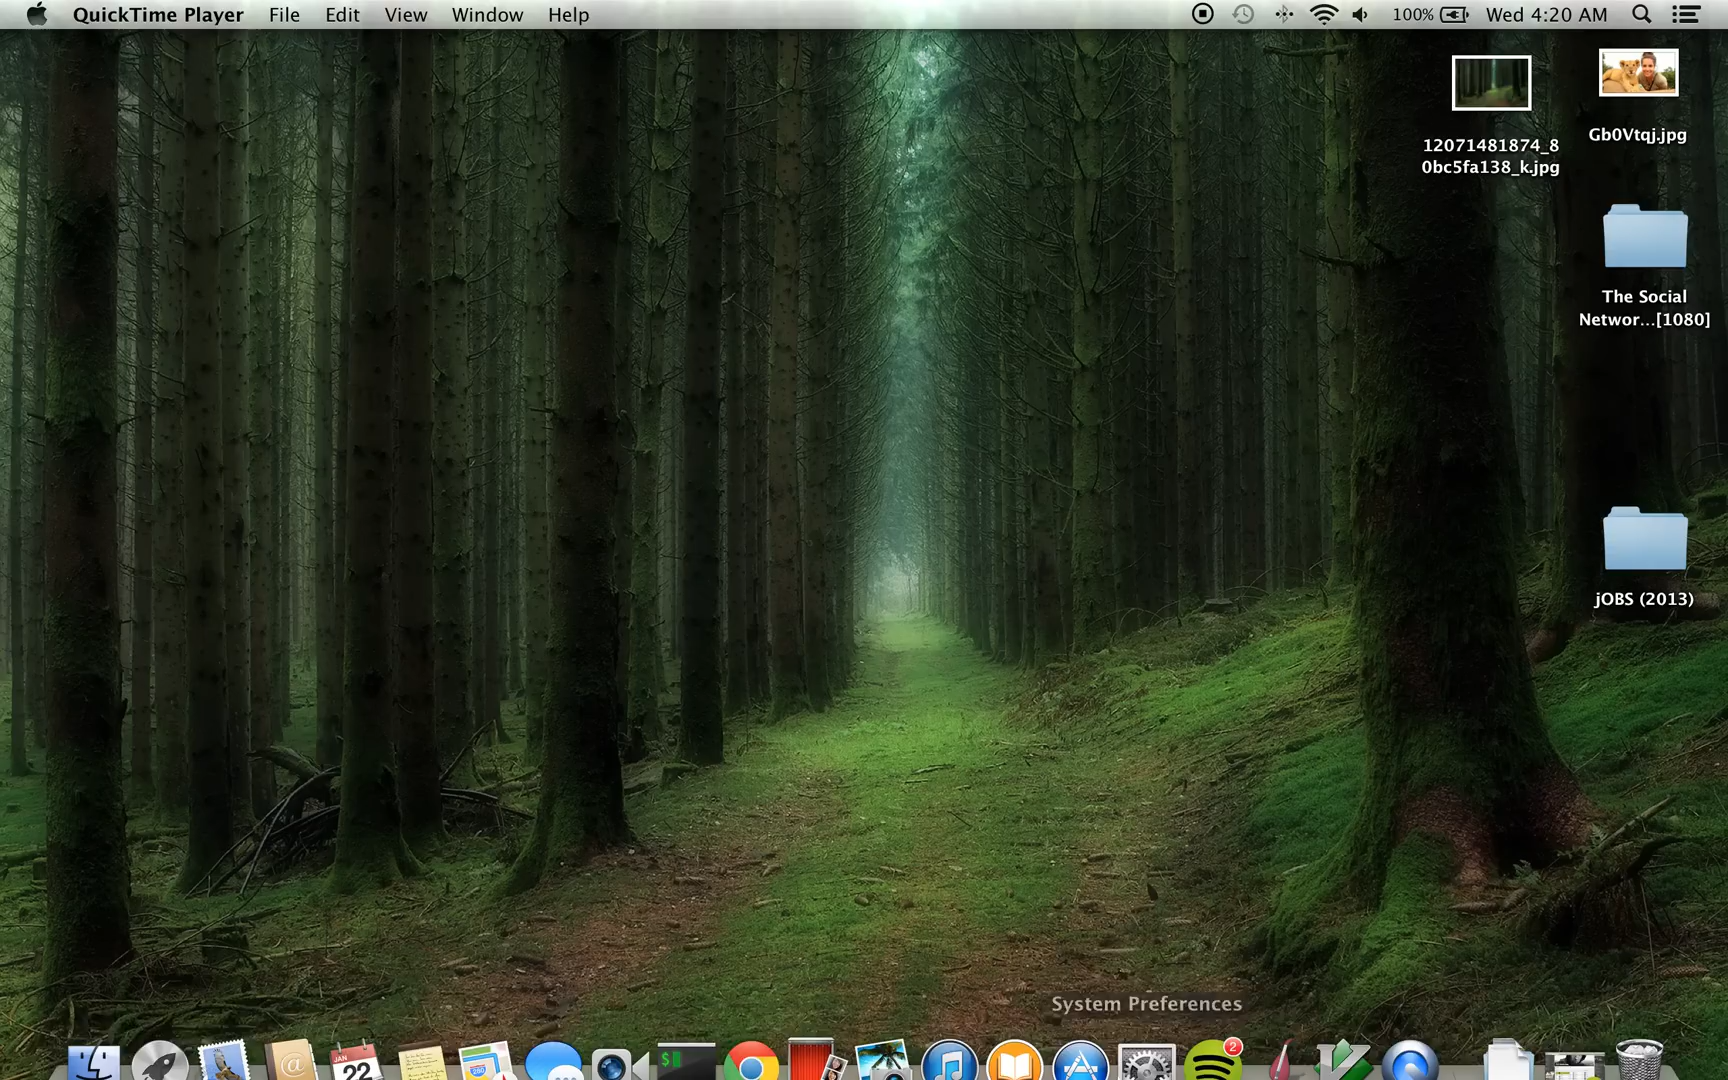 QuickTime Player File Edit View Window Help 100% Wed 4:20 AM
12071481874_8
0bc5fa138_k.jpg
Gb0Vtqj.jpg
The Social
Networ...[1080]
jOBS (2013)
System Preferences
JAN
22
280
$
2